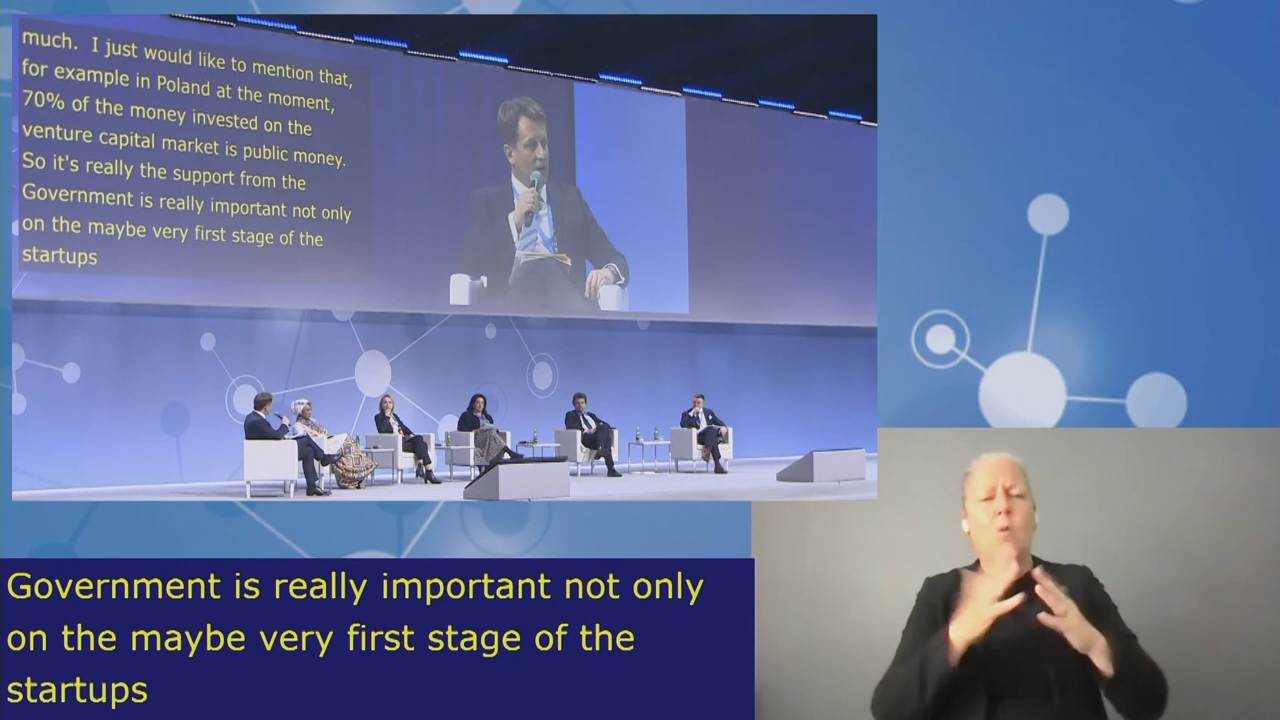 much.  I just would like to mention that,
for example in Poland at the moment,
70% of the money invested on the
venture capital market is public money.
So it's really the support from the
Government is really important not only
on the maybe very first stage of the
startups
Government is really important not only
on the maybe very first stage of the
startups